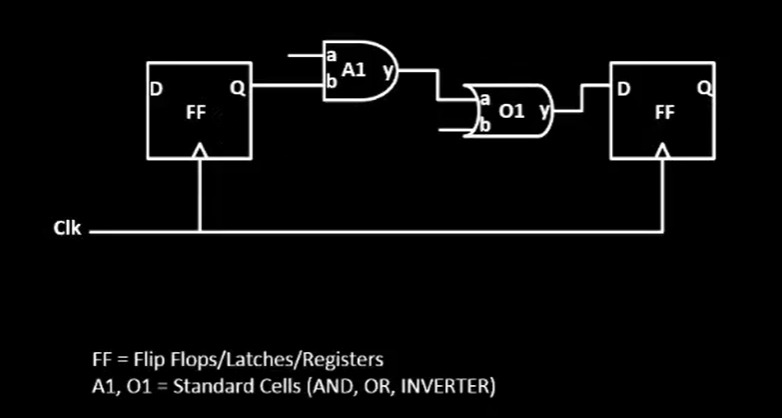 a
A1 y
b
D Q
FF
a
O1 y
b
D Q
FF
Clk
FF = Flip Flops/Latches/Registers
A1, O1 = Standard Cells (AND, OR, INVERTER)